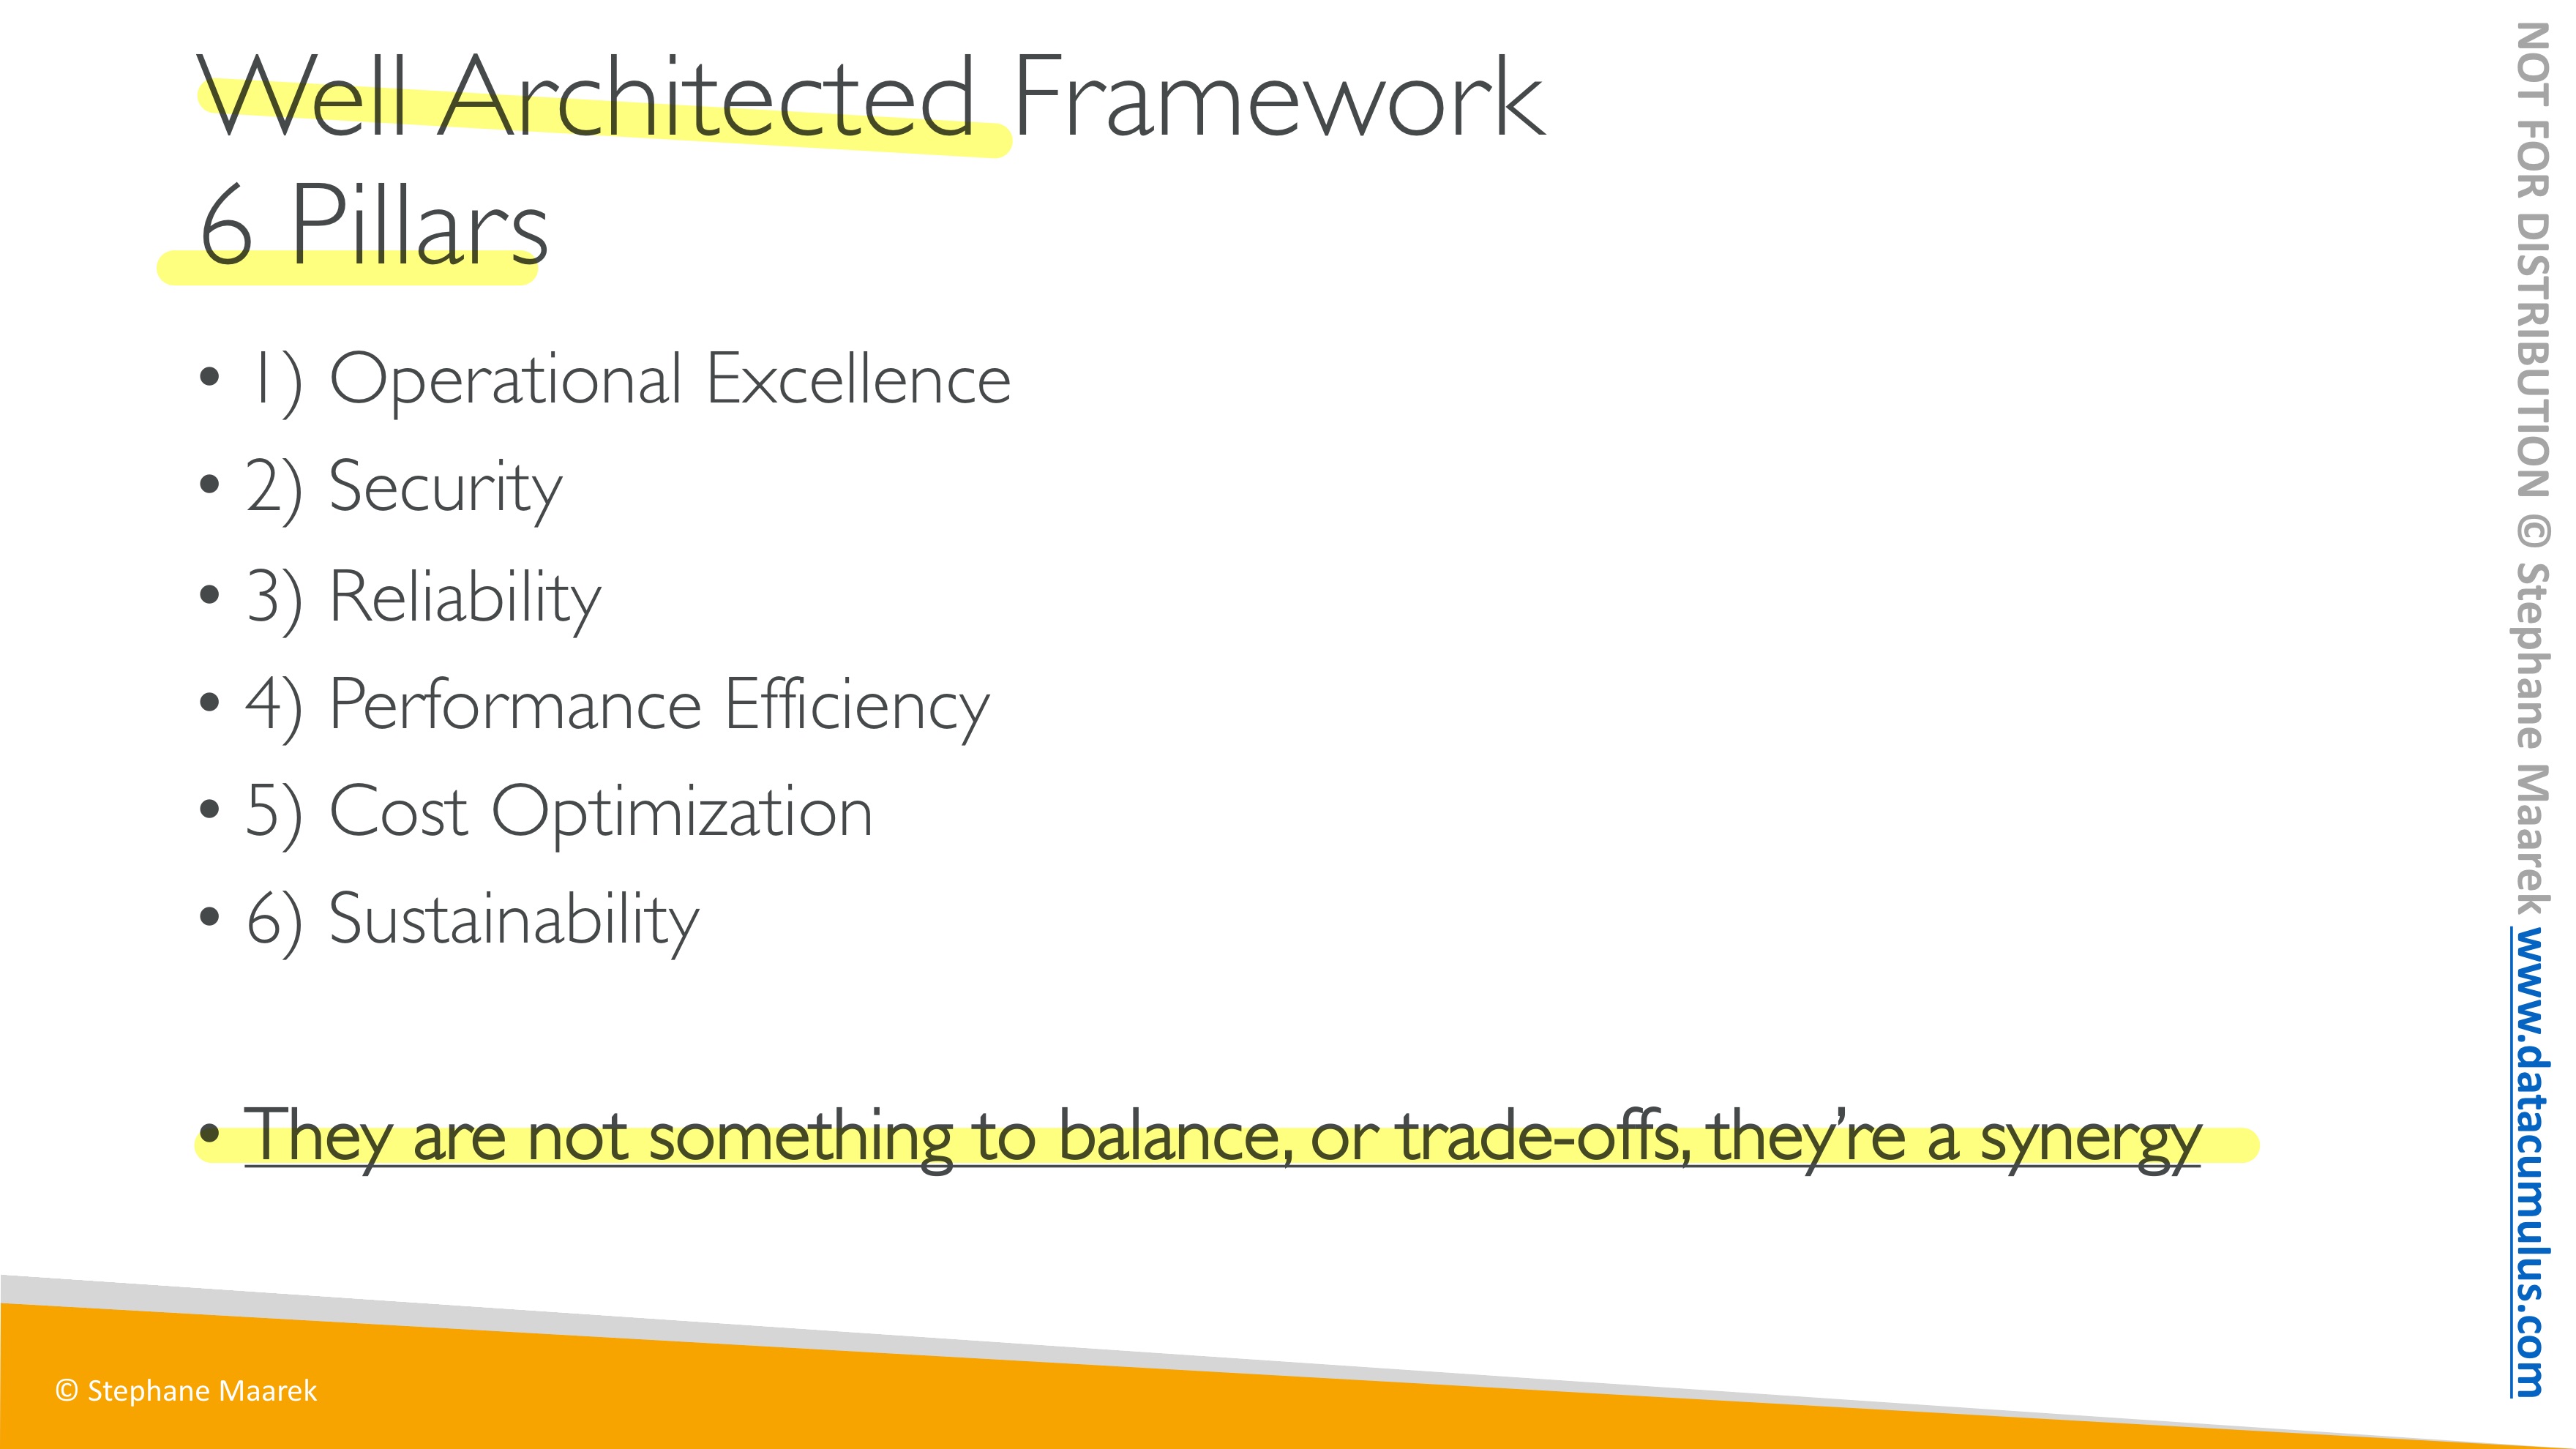 Well Architected Framework
6 Pillars
• 1) Operational Excellence
• 2) Security
• 3) Reliability
• 4) Performance Efficiency
• 5) Cost Optimization
• 6) Sustainability
• They are not something to balance, or trade-offs, they’re a synergy
© Stephane Maarek
NOT FOR DISTRIBUTION © Stephane Maarek www.datacumulus.com